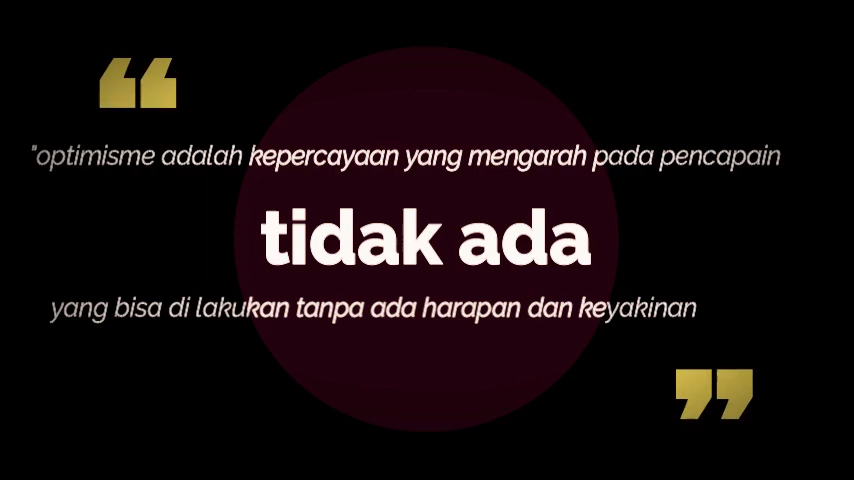 "optimisme adalah kepercayaan yang mengarah pada pencapain
tidak ada
yang bisa di lakukan tanpa ada harapan dan keyakinan